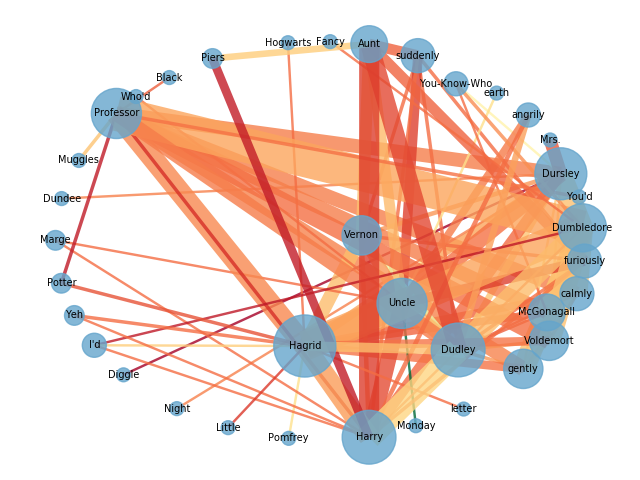 Hogwarts
Fancy
Aunt
suddenly
Piers
Black
You-Know-Who
earth
Who'd
Professor
angrily
Mrs.
Muggles
Dursley
Dundee
You'd
Dumbledore
Vernon
Marge
furiously
Potter
calmly
Uncle
McGonagall
Yeh
I'd
Hagrid
Dudley
Voldemort
Diggle
gently
Night
letter
Little
Monday
Pomfrey
Harry